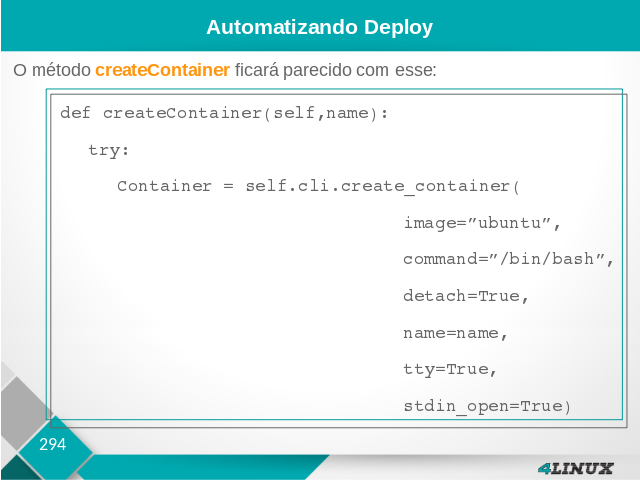 Automatizando Deploy
O método createContainer ficará parecido com esse:
def createContainer(self,name):
try:
Container = self.cli.create_container(
image=”ubuntu”,
command=”/bin/bash”,
detach=True,
name=name,
tty=True,
stdin_open=True)
294
4LINUX